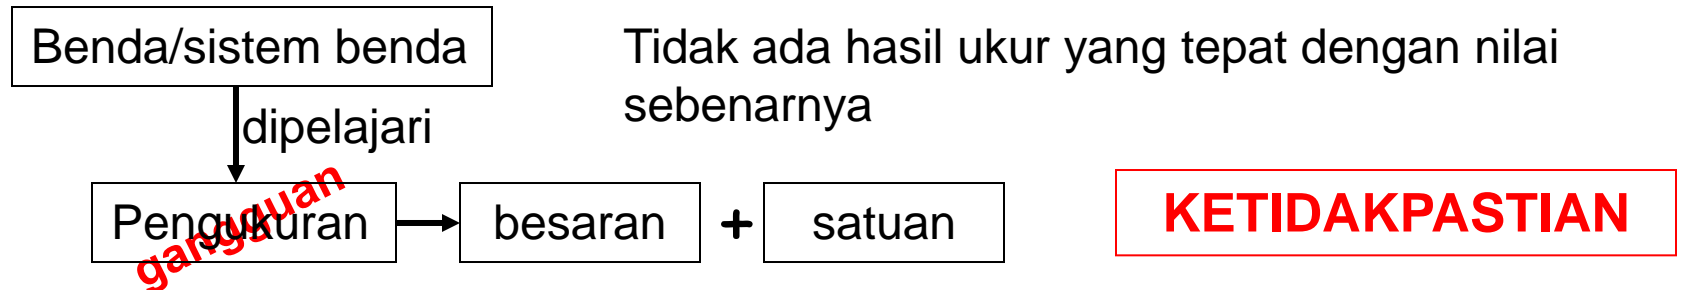 Benda/sistem benda
Tidak ada hasil ukur yang tepat dengan nilai
sebenarnya
dipelajari
Pengukuran
gangguan
besaran
+
satuan
KETIDAKPASTIAN